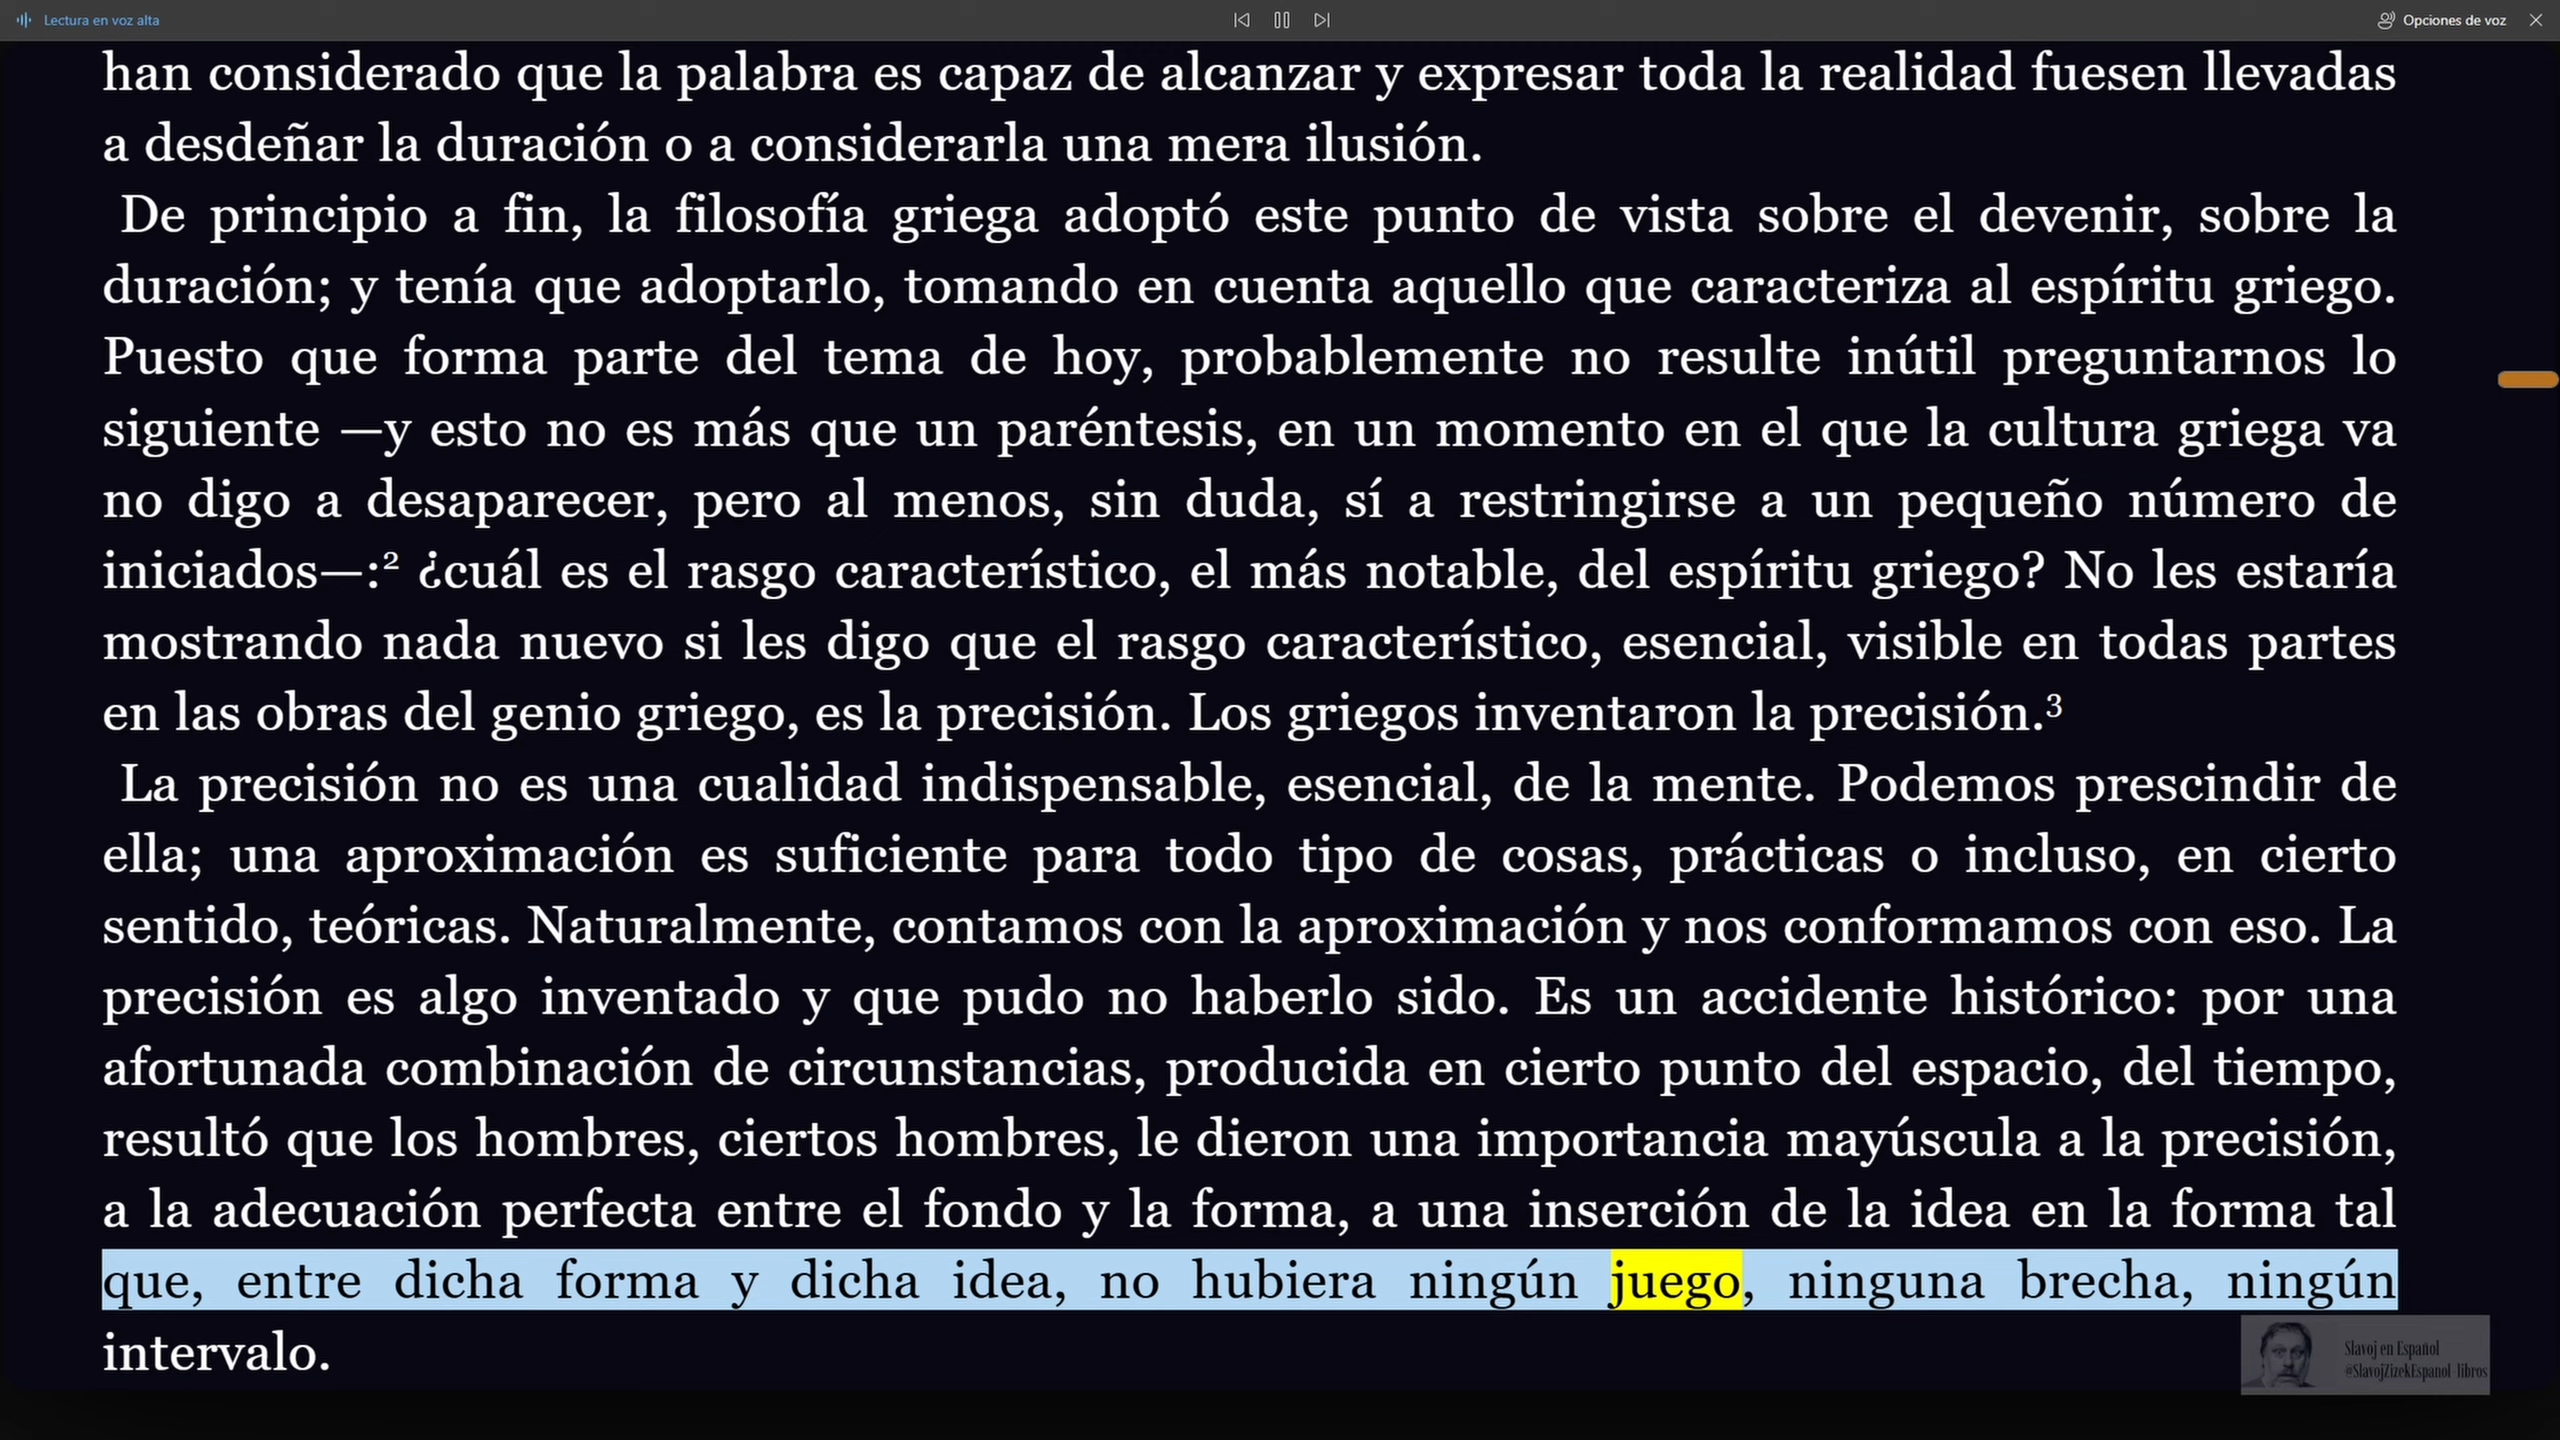 Lectura en voz alta
Opciones de voz
han considerado que la palabra es capaz de alcanzar y expresar toda la realidad fuesen llevadas
a desdeñar la duración o a considerarla una mera ilusión.
De principio a fin, la filosofía griega adoptó este punto de vista sobre el devenir, sobre la
duración; y tenía que adoptarlo, tomando en cuenta aquello que caracteriza al espíritu griego.
Puesto que forma parte del tema de hoy, probablemente no resulte inútil preguntarnos lo
siguiente —y esto no es más que un paréntesis, en un momento en el que la cultura griega va
no digo a desaparecer, pero al menos, sin duda, sí a restringirse a un pequeño número de
iniciados—:² ¿cuál es el rasgo característico, el más notable, del espíritu griego? No les estaría
mostrando nada nuevo si les digo que el rasgo característico, esencial, visible en todas partes
en las obras del genio griego, es la precisión. Los griegos inventaron la precisión.³
La precisión no es una cualidad indispensable, esencial, de la mente. Podemos prescindir de
ella; una aproximación es suficiente para todo tipo de cosas, prácticas o incluso, en cierto
sentido, teóricas. Naturalmente, contamos con la aproximación y nos conformamos con eso. La
precisión es algo inventado y que pudo no haberlo sido. Es un accidente histórico: por una
afortunada combinación de circunstancias, producida en cierto punto del espacio, del tiempo,
resultó que los hombres, ciertos hombres, le dieron una importancia mayúscula a la precisión,
a la adecuación perfecta entre el fondo y la forma, a una inserción de la idea en la forma tal
que, entre dicha forma y dicha idea, no hubiera ningún juego, ninguna brecha, ningún
intervalo.
Slavoj en Español
@SlavojZizekEspanol-libros